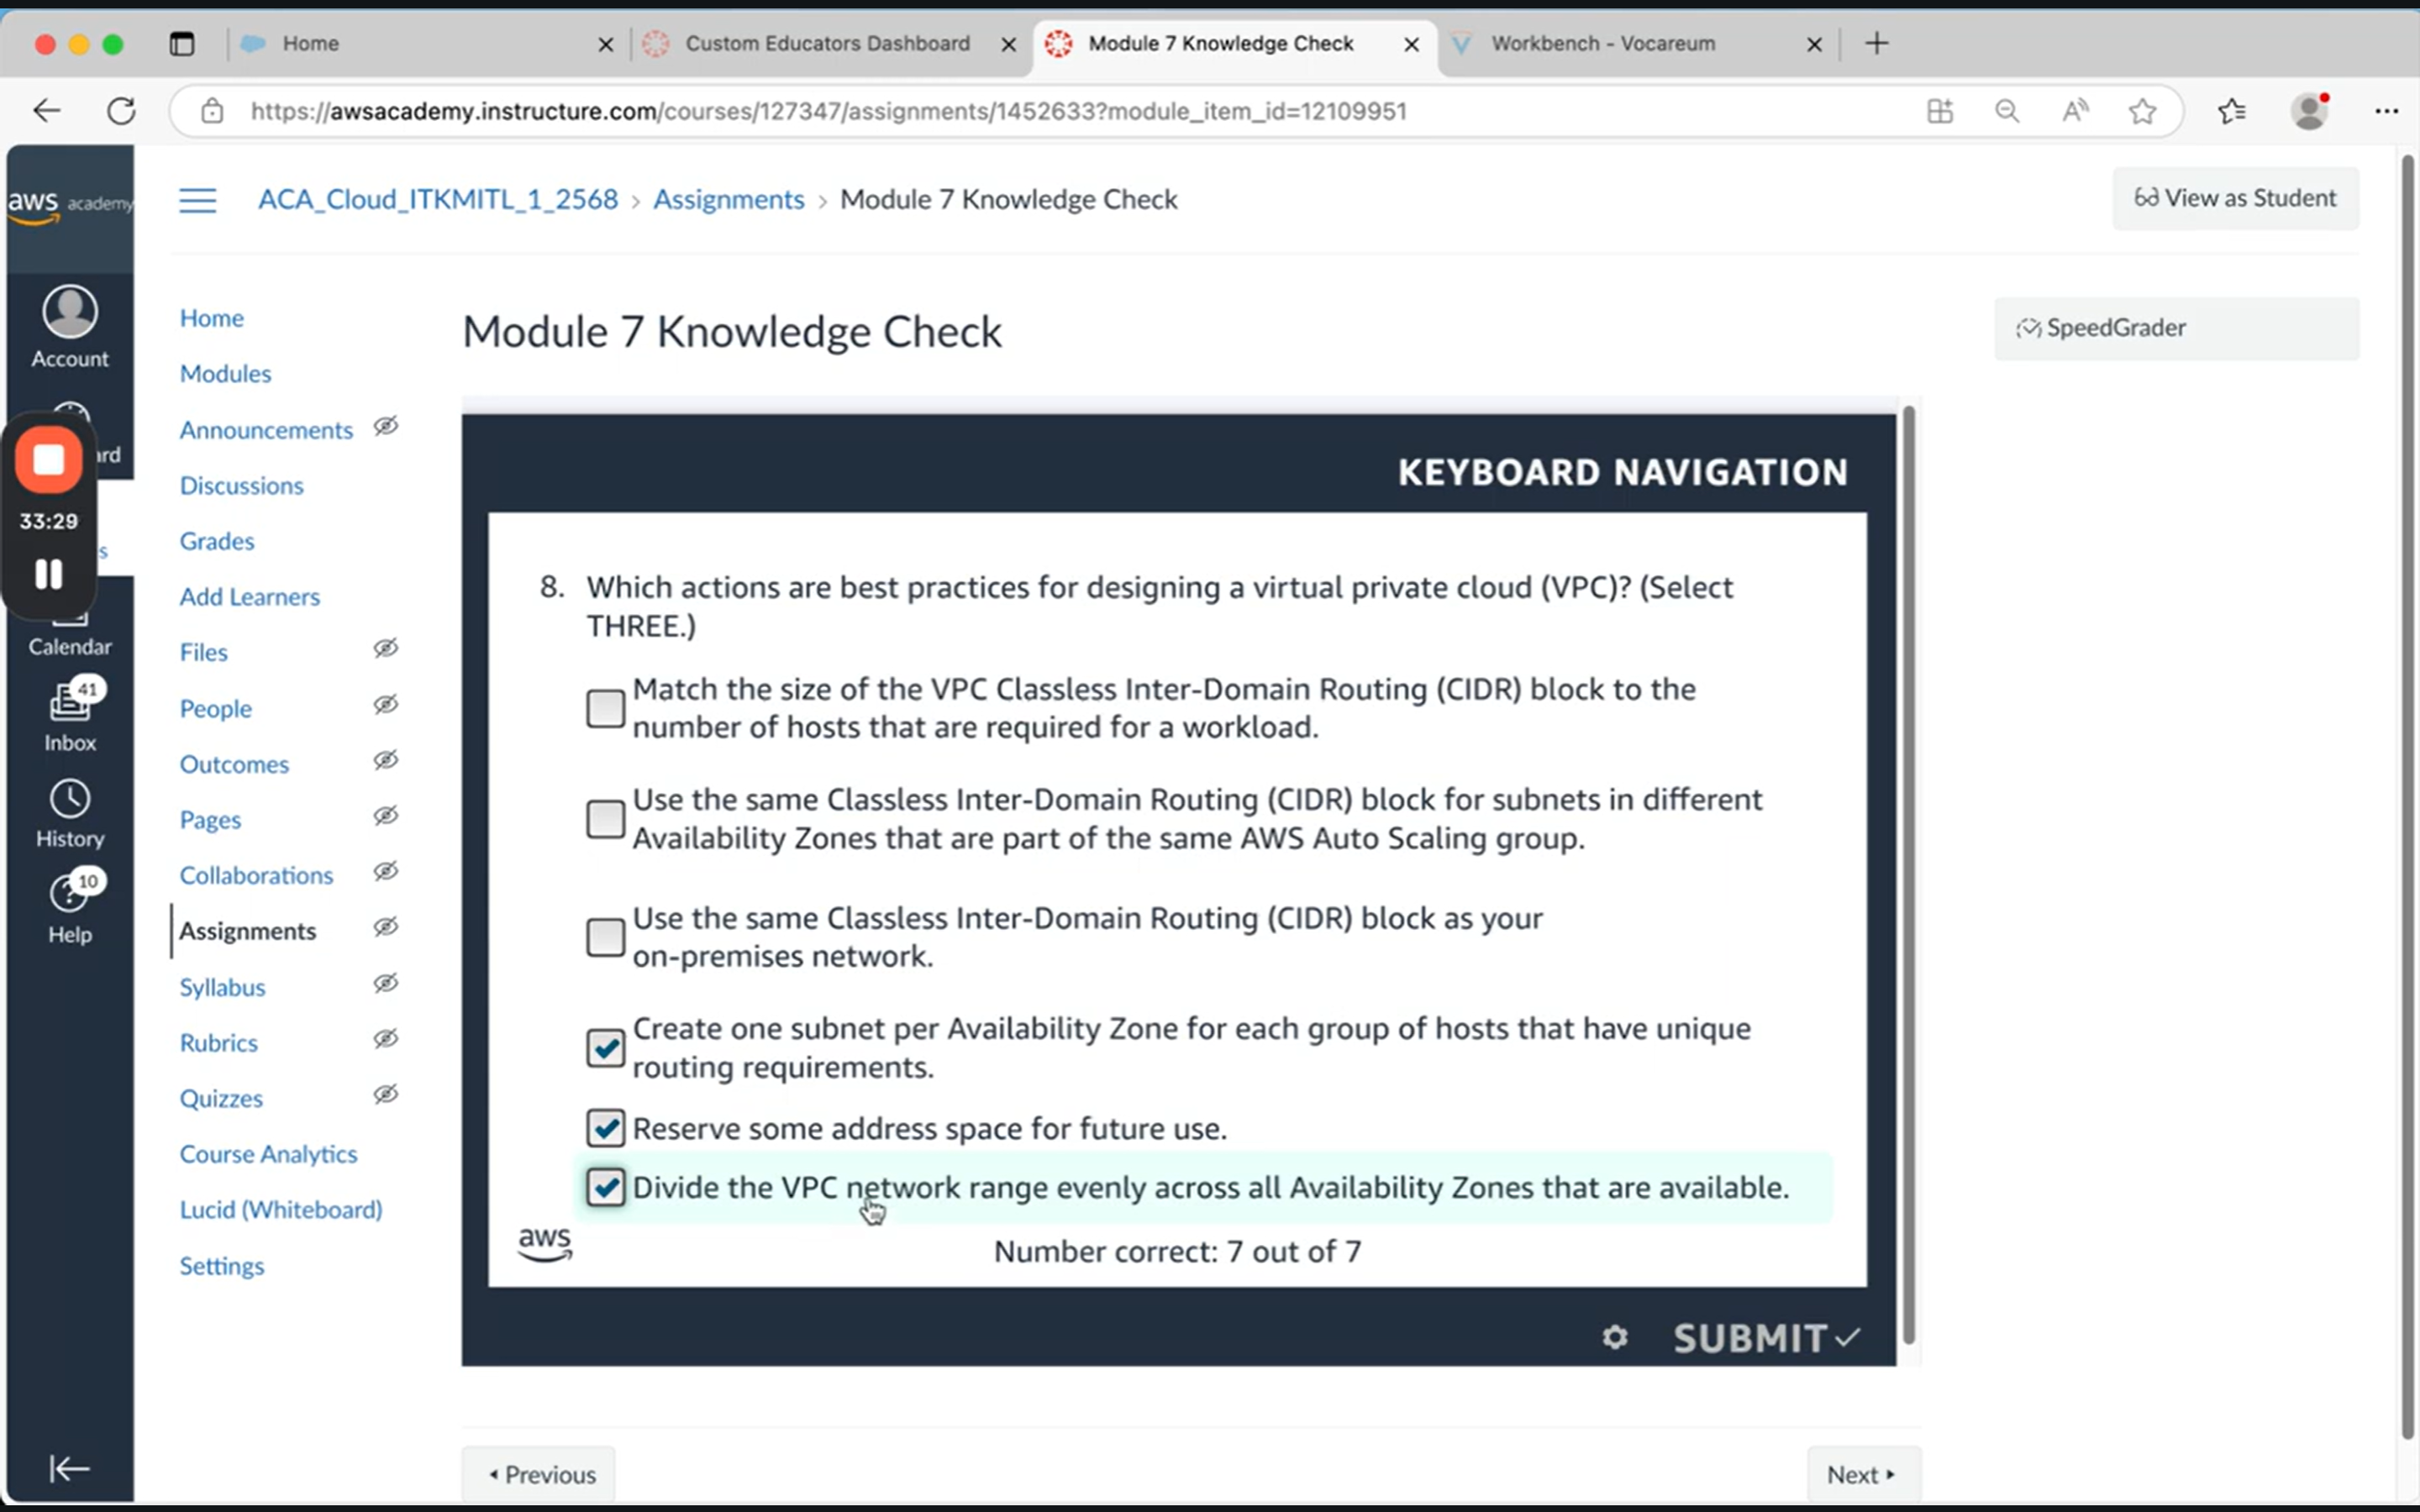 Home
Custom Educators Dashboard
Module 7 Knowledge Check
Workbench - Vocareum
https://awsacademy.instructure.com/courses/127347/assignments/1452633?module_item_id=12109951
aws academy
ACA_Cloud_ITKMITL_1_2568 › Assignments › Module 7 Knowledge Check
View as Student
Account
rd
33:29
s
Calendar
41
Inbox
History
10
Help
Home
Modules
Announcements
Discussions
Grades
Add Learners
Files
People
Outcomes
Pages
Collaborations
Assignments
Syllabus
Rubrics
Quizzes
Course Analytics
Lucid (Whiteboard)
Settings
Module 7 Knowledge Check
SpeedGrader
KEYBOARD NAVIGATION
8. Which actions are best practices for designing a virtual private cloud (VPC)? (Select
THREE.)
Match the size of the VPC Classless Inter-Domain Routing (CIDR) block to the
number of hosts that are required for a workload.
Use the same Classless Inter-Domain Routing (CIDR) block for subnets in different
Availability Zones that are part of the same AWS Auto Scaling group.
Use the same Classless Inter-Domain Routing (CIDR) block as your
on-premises network.
Create one subnet per Availability Zone for each group of hosts that have unique
routing requirements.
Reserve some address space for future use.
Divide the VPC network range evenly across all Availability Zones that are available.
aws
Number correct: 7 out of 7
SUBMIT
Previous
Next